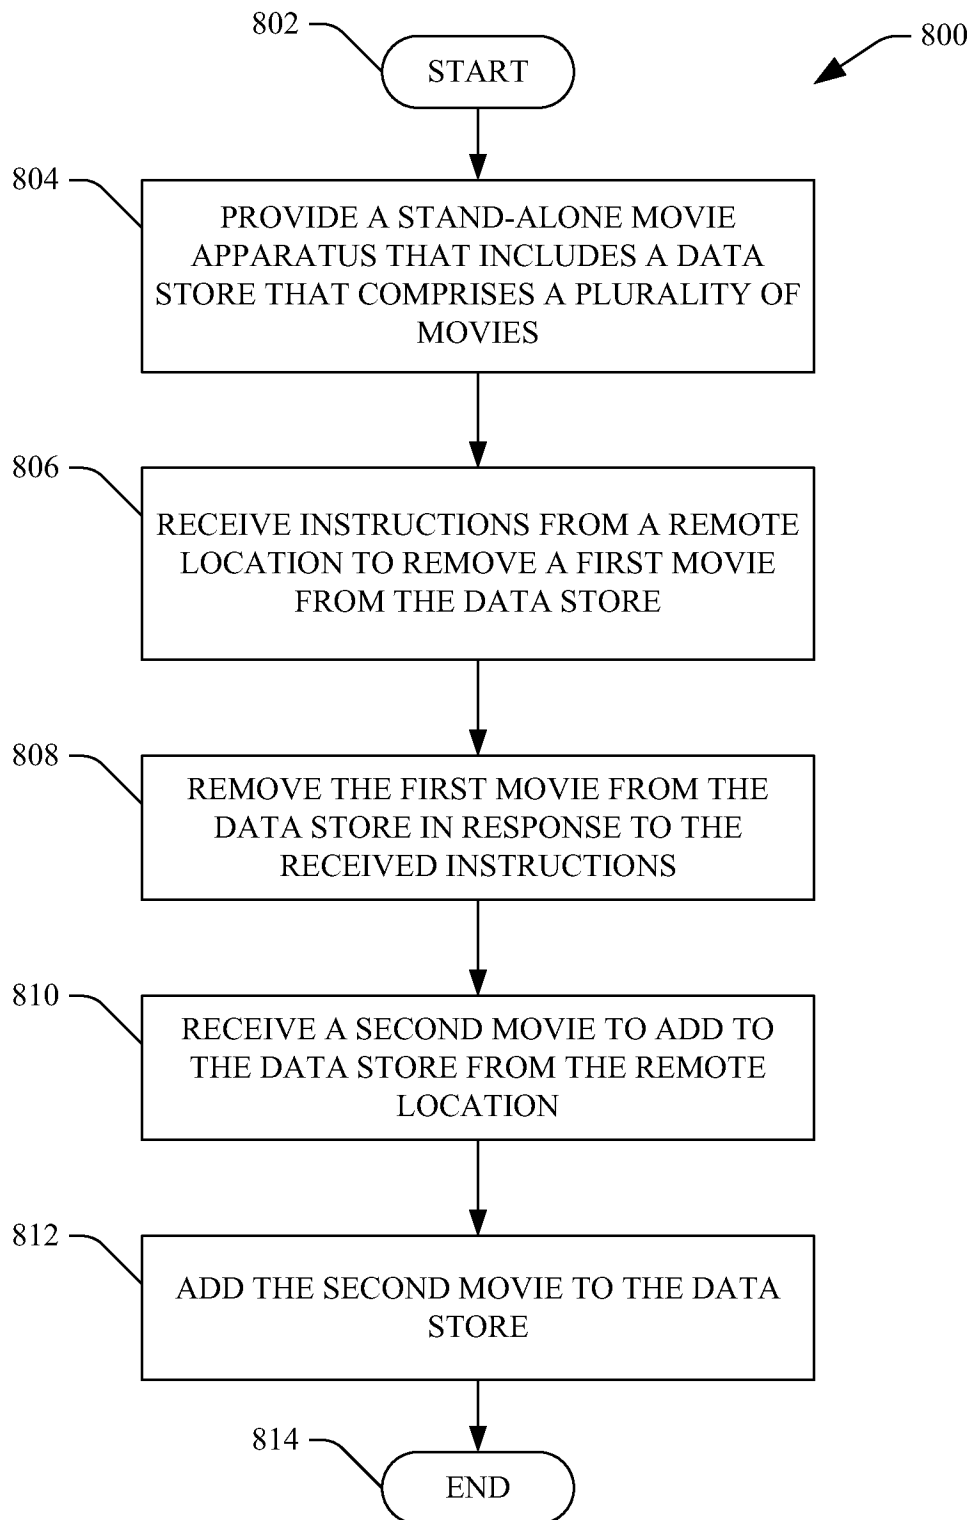 802
START
800
804
PROVIDE A STAND-ALONE MOVIE
APPARATUS THAT INCLUDES A DATA
STORE THAT COMPRISES A PLURALITY OF
MOVIES
806
RECEIVE INSTRUCTIONS FROM A REMOTE
LOCATION TO REMOVE A FIRST MOVIE
FROM THE DATA STORE
808
REMOVE THE FIRST MOVIE FROM THE
DATA STORE IN RESPONSE TO THE
RECEIVED INSTRUCTIONS
810
RECEIVE A SECOND MOVIE TO ADD TO
THE DATA STORE FROM THE REMOTE
LOCATION
812
ADD THE SECOND MOVIE TO THE DATA
STORE
814
END